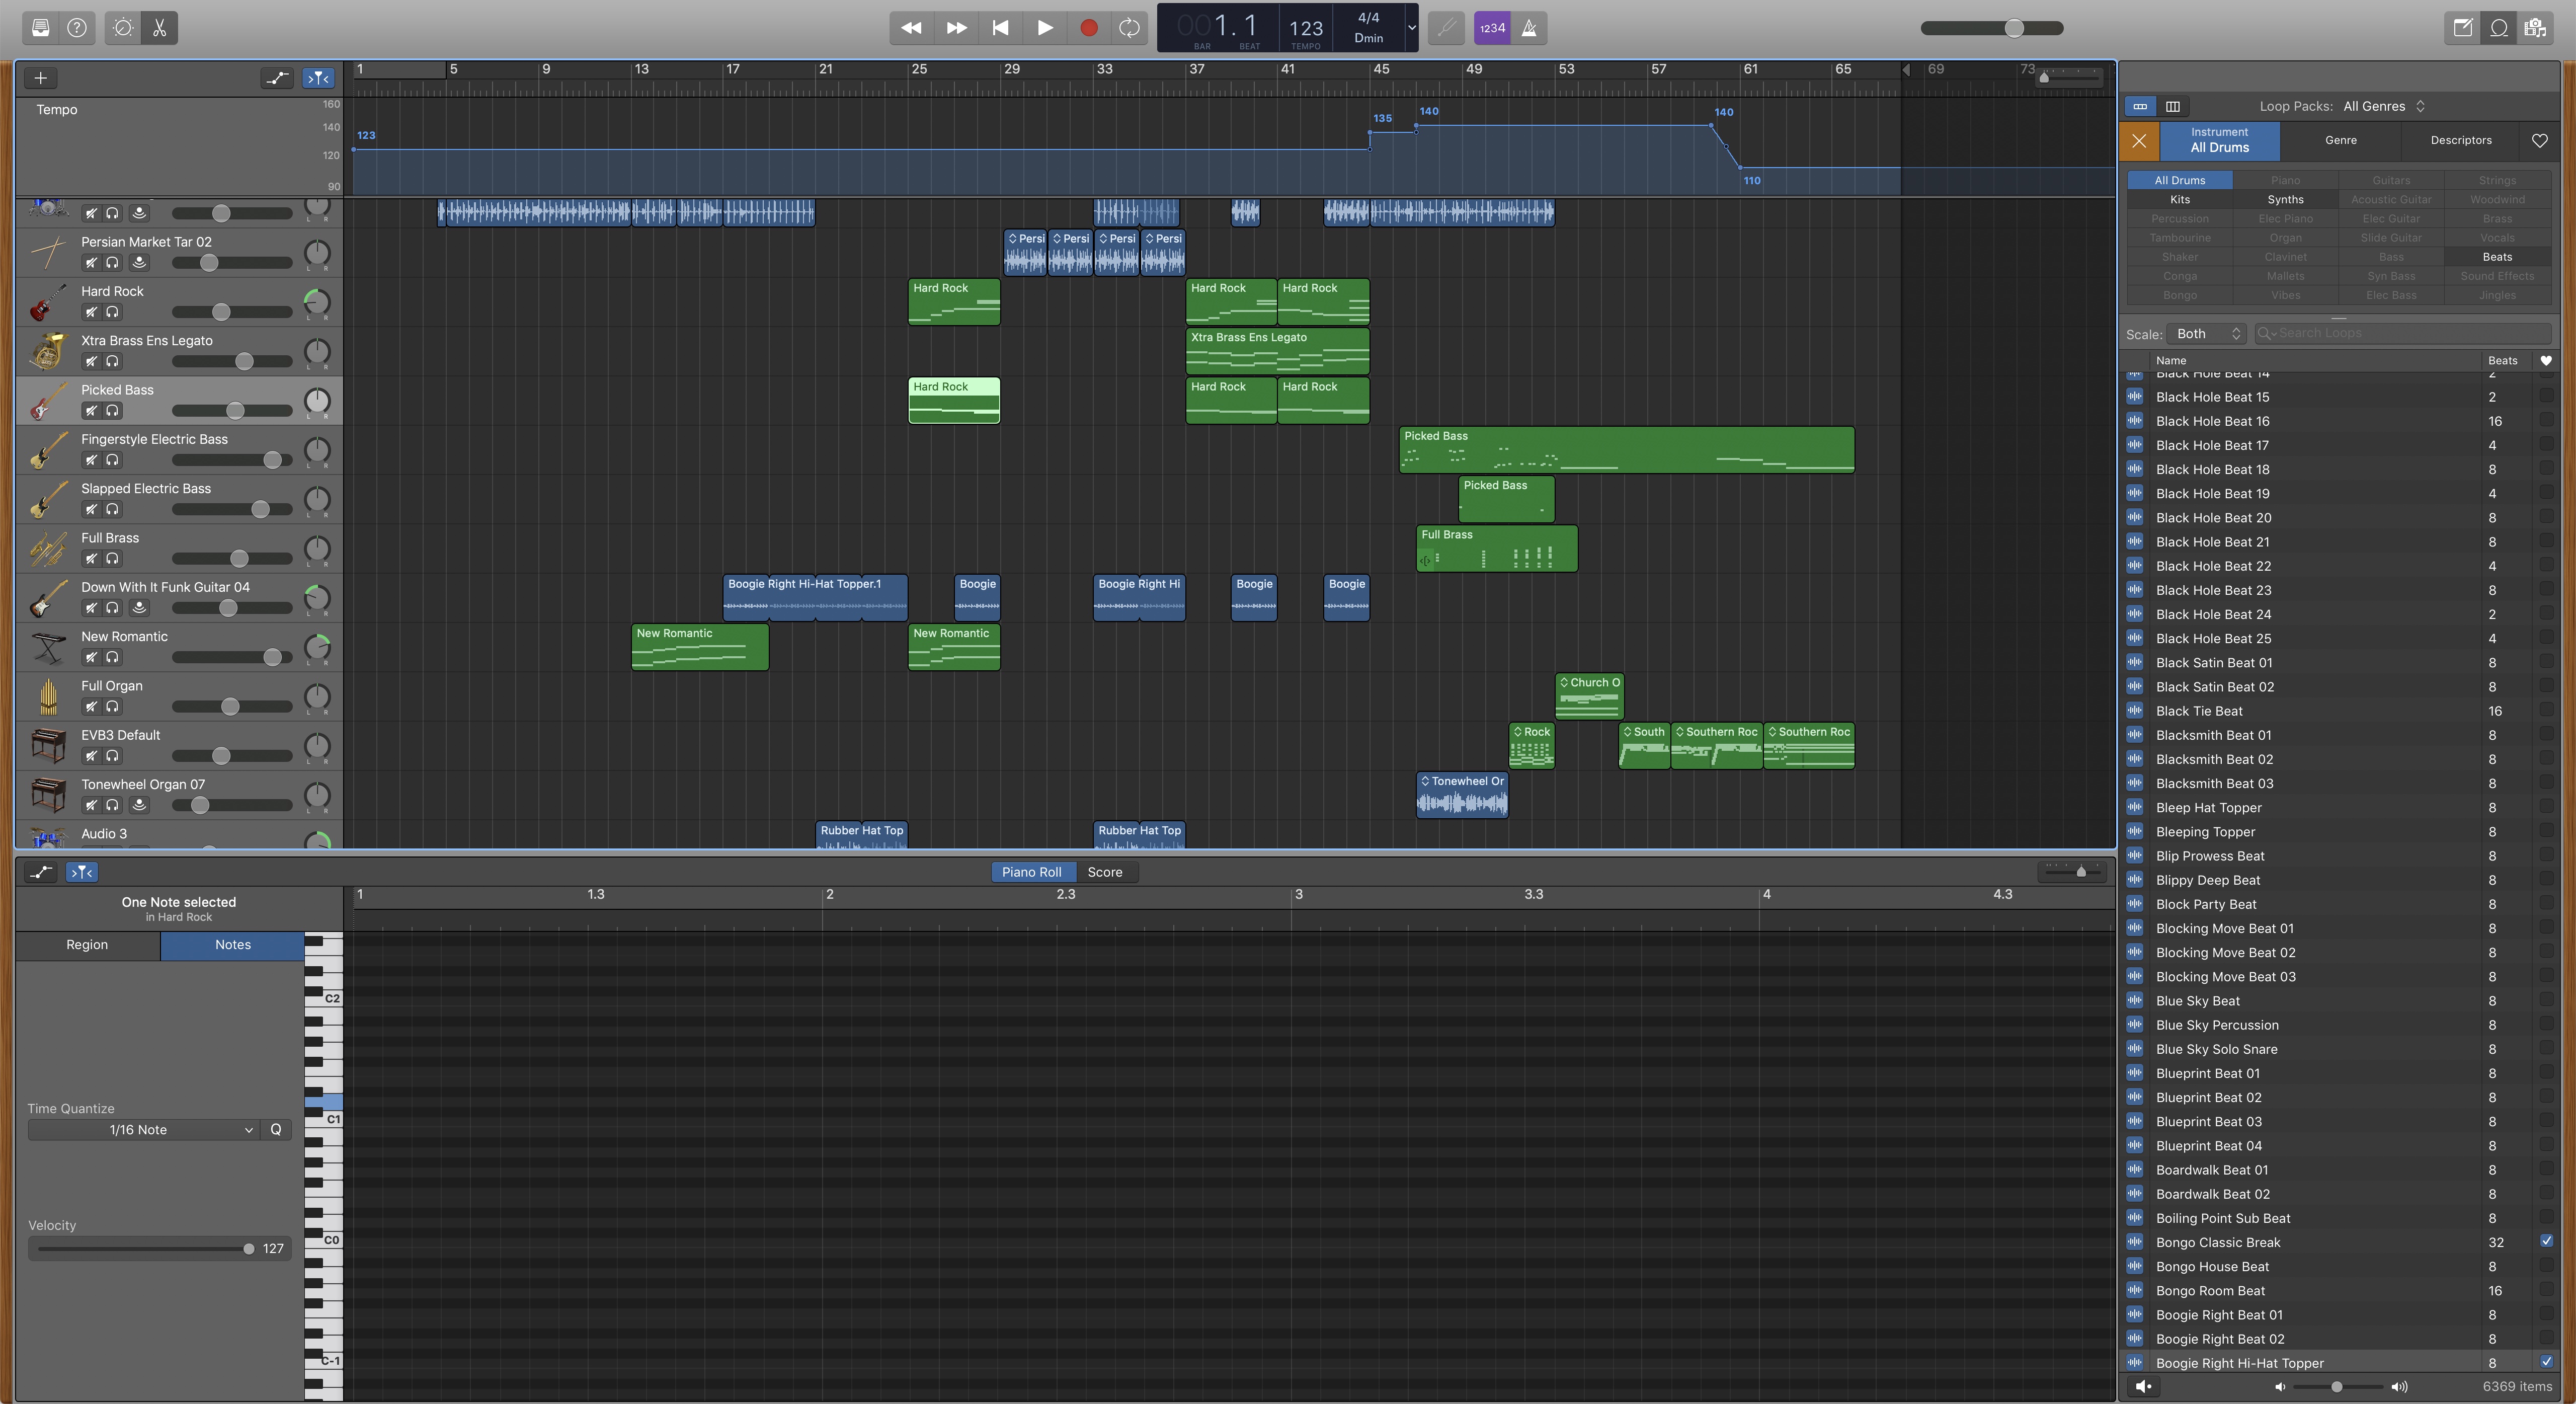 001.1 123 4/4
Dmin
BAR BEAT TEMPO
1234
1 5 9 13 17 21 25 29 33 37 41 45 49 53 57 61 65 69 73
Tempo
160
140
120
90
123 135 140 140 110
Persian Market Tar 02
Persi Persi Persi Persi
Hard Rock
Hard Rock Hard Rock Hard Rock
Xtra Brass Ens Legato
Xtra Brass Ens Legato
Picked Bass
Hard Rock Hard Rock Hard Rock
Fingerstyle Electric Bass
Picked Bass
Slapped Electric Bass
Picked Bass
Full Brass
Full Brass
Down With It Funk Guitar 04
Boogie Right Hi-Hat Topper.1 Boogie Boogie Right Hi Boogie Boogie
New Romantic
New Romantic New Romantic
Full Organ
Church O
EVB3 Default
Rock South Southern Roc Southern Roc
Tonewheel Organ 07
Tonewheel Or
Audio 3
Rubber Hat Top Rubber Hat Top
L R
Piano Roll Score
One Note selected
in Hard Rock
Region Notes
1 1.3 2 2.3 3 3.3 4 4.3
C2
C1
C0
C-1
Time Quantize
1/16 Note Q
Velocity
127
Loop Packs: All Genres
Instrument
All Drums
Genre Descriptors
All Drums Piano Guitars Strings
Kits Synths Acoustic Guitar Woodwind
Percussion Elec Piano Elec Guitar Brass
Tambourine Organ Slide Guitar Vocals
Shaker Clavinet Bass Beats
Conga Mallets Syn Bass Sound Effects
Bongo Vibes Elec Bass Jingles
Scale: Both Search Loops
Name Beats
Black Hole Beat 14 2
Black Hole Beat 15 2
Black Hole Beat 16 16
Black Hole Beat 17 4
Black Hole Beat 18 8
Black Hole Beat 19 4
Black Hole Beat 20 8
Black Hole Beat 21 8
Black Hole Beat 22 4
Black Hole Beat 23 8
Black Hole Beat 24 2
Black Hole Beat 25 4
Black Satin Beat 01 8
Black Satin Beat 02 8
Black Tie Beat 16
Blacksmith Beat 01 8
Blacksmith Beat 02 8
Blacksmith Beat 03 8
Bleep Hat Topper 8
Bleeping Topper 8
Blip Prowess Beat 8
Blippy Deep Beat 8
Block Party Beat 8
Blocking Move Beat 01 8
Blocking Move Beat 02 8
Blocking Move Beat 03 8
Blue Sky Beat 8
Blue Sky Percussion 8
Blue Sky Solo Snare 8
Blueprint Beat 01 8
Blueprint Beat 02 8
Blueprint Beat 03 8
Blueprint Beat 04 8
Boardwalk Beat 01 8
Boardwalk Beat 02 8
Boiling Point Sub Beat 8
Bongo Classic Break 32
Bongo House Beat 8
Bongo Room Beat 16
Boogie Right Beat 01 8
Boogie Right Beat 02 8
Boogie Right Hi-Hat Topper 8
6369 items